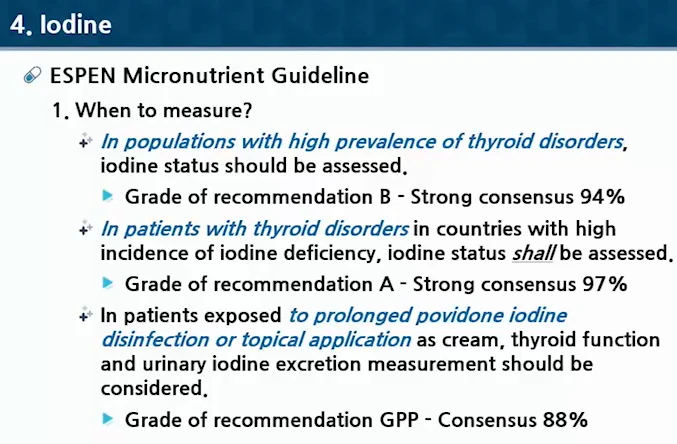 4. Iodine
ESPEN Micronutrient Guideline
1. When to measure?
In populations with high prevalence of thyroid disorders,
iodine status should be assessed.
Grade of recommendation B - Strong consensus 94%
In patients with thyroid disorders in countries with high
incidence of iodine deficiency, iodine status shall be assessed.
Grade of recommendation A - Strong consensus 97%
In patients exposed to prolonged povidone iodine
disinfection or topical application as cream, thyroid function
and urinary iodine excretion measurement should be
considered.
Grade of recommendation GPP - Consensus 88%